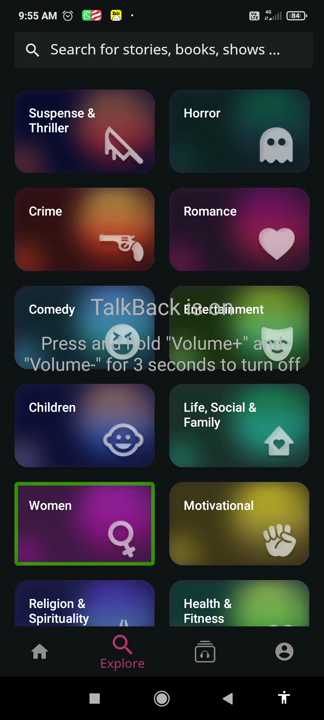 9:55 AM
84
Search for stories, books, shows ...
Suspense &
Thriller
Horror
Crime
Romance
Comedy
Entertainment
TalkBack is on
Press and hold "Volume+" and
"Volume-" for 3 seconds to turn off
Children
Life, Social &
Family
Women
Motivational
Religion &
Spirituality
Health &
Fitness
Explore